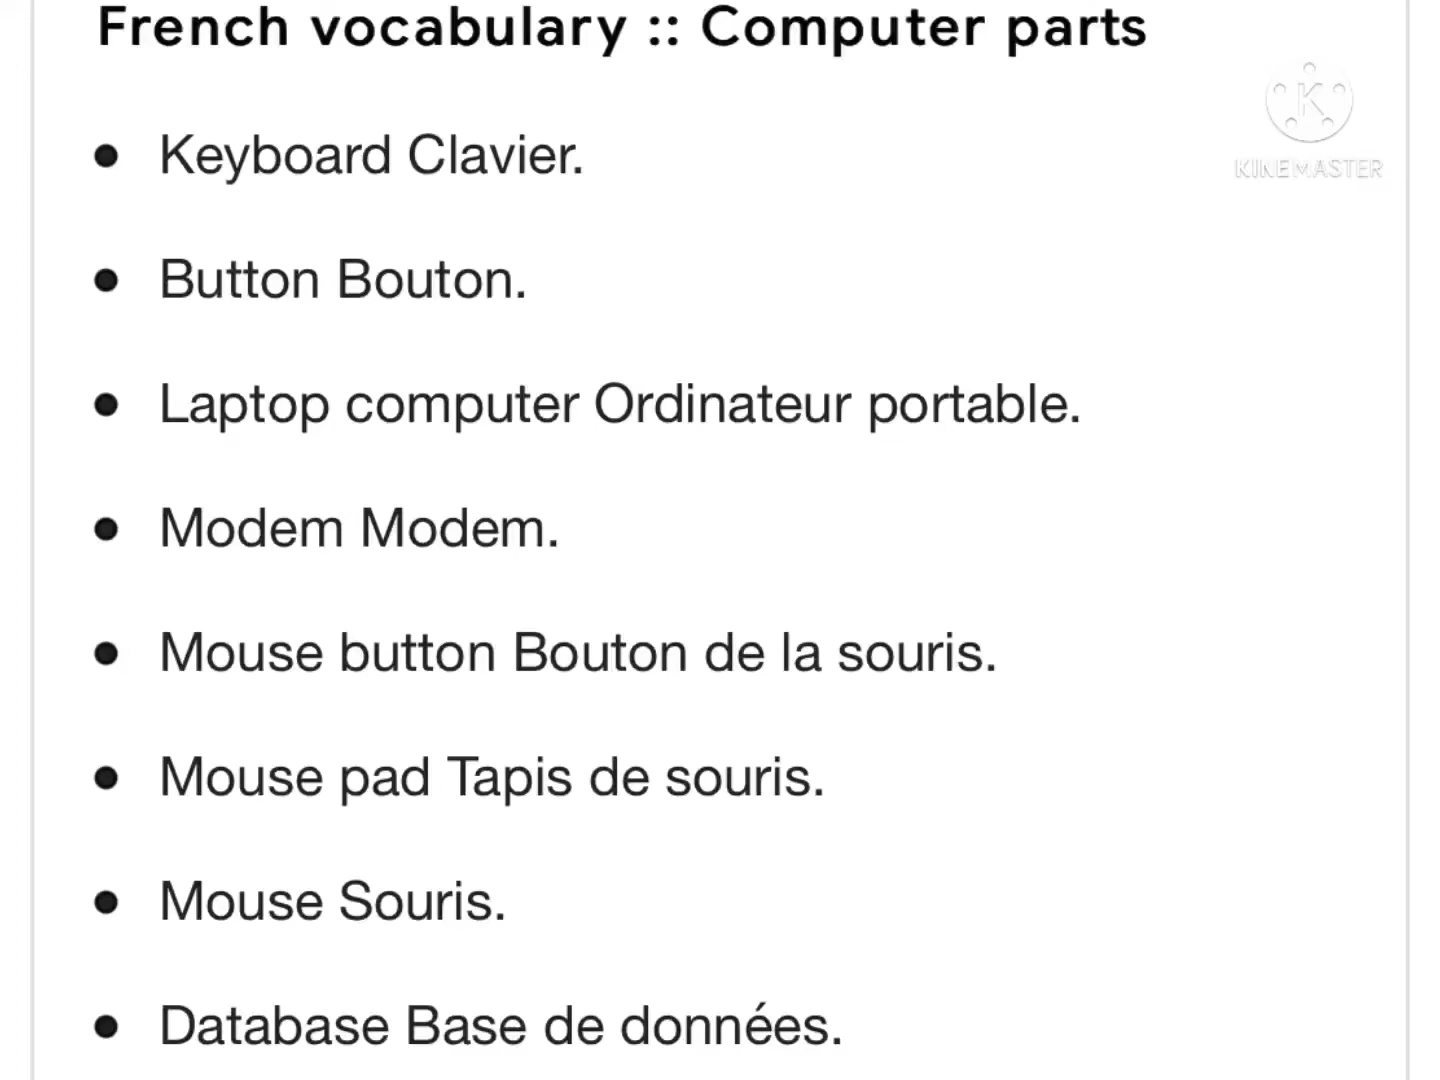 French vocabulary :: Computer parts
KINEMASTER
• Keyboard Clavier.
• Button Bouton.
• Laptop computer Ordinateur portable.
• Modem Modem.
• Mouse button Bouton de la souris.
• Mouse pad Tapis de souris.
• Mouse Souris.
• Database Base de données.